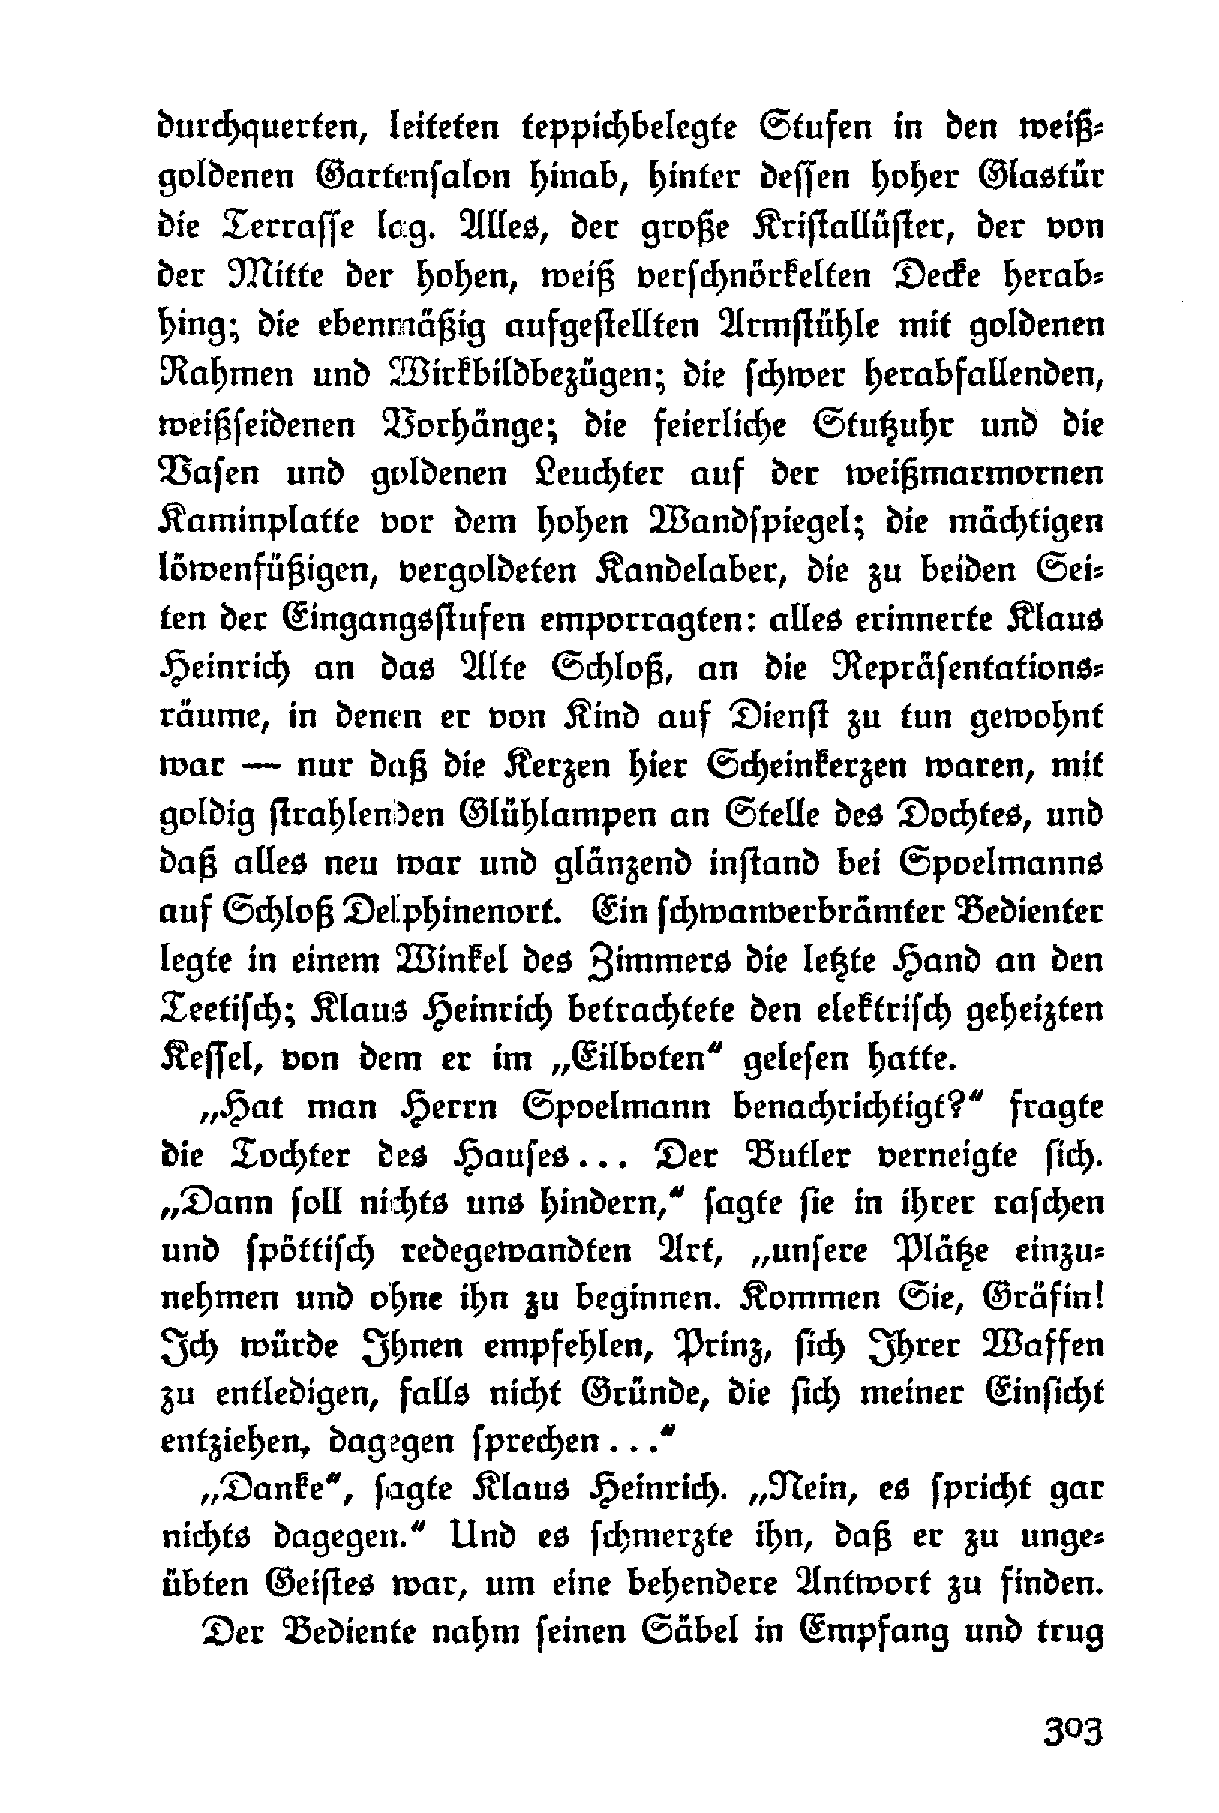 durchquerten, leiteten teppichbelegte Stufen in den weiß-
goldenen Gartensalon hinab, hinter dessen hoher Glastür
die Terrasse lag. Alles, der große Kristallüster, der von
der Mitte der hohen, weiß verschnörkelten Decke herab-
hing; die ebenmäßig aufgestellten Armstühle mit goldenen
Rahmen und Wirkbildbezügen; die schwer herabfallenden,
weißseidenen Vorhänge; die feierliche Stutzuhr und die
Vasen und goldenen Leuchter auf der weißmarmornen
Kaminplatte vor dem hohen Wandspiegel; die mächtigen
löwenfüßigen, vergoldeten Kandelaber, die zu beiden Sei-
ten der Eingangsstufen emporragten: alles erinnerte Klaus
Heinrich an das Alte Schloß, an die Repräsentations-
räume, in denen er von Kind auf Dienst zu tun gewohnt
war — nur daß die Kerzen hier Scheinkerzen waren, mit
goldig strahlenden Glühlampen an Stelle des Dochtes, und
daß alles neu war und glänzend instand bei Spoelmanns
auf Schloß Delphinenort. Ein schwanverbrämter Bedienter
legte in einem Winkel des Zimmers die letzte Hand an den
Teetisch; Klaus Heinrich betrachtete den elektrisch geheizten
Kessel, von dem er im „Eilboten“ gelesen hatte.
„Hat man Herrn Spoelmann benachrichtigt?“ fragte
die Tochter des Hauses... Der Butler verneigte sich.
„Dann soll nichts uns hindern,“ sagte sie in ihrer raschen
und spöttisch redegewandten Art, „unsere Plätze einzu-
nehmen und ohne ihn zu beginnen. Kommen Sie, Gräfin!
Ich würde Ihnen empfehlen, Prinz, sich Ihrer Waffen
zu entledigen, falls nicht Gründe, die sich meiner Einsicht
entziehen, dagegen sprechen...“
„Danke“, sagte Klaus Heinrich. „Nein, es spricht gar
nichts dagegen.“ Und es schmerzte ihn, daß er zu unge-
übten Geistes war, um eine behendere Antwort zu finden.
Der Bediente nahm seinen Säbel in Empfang und trug
303